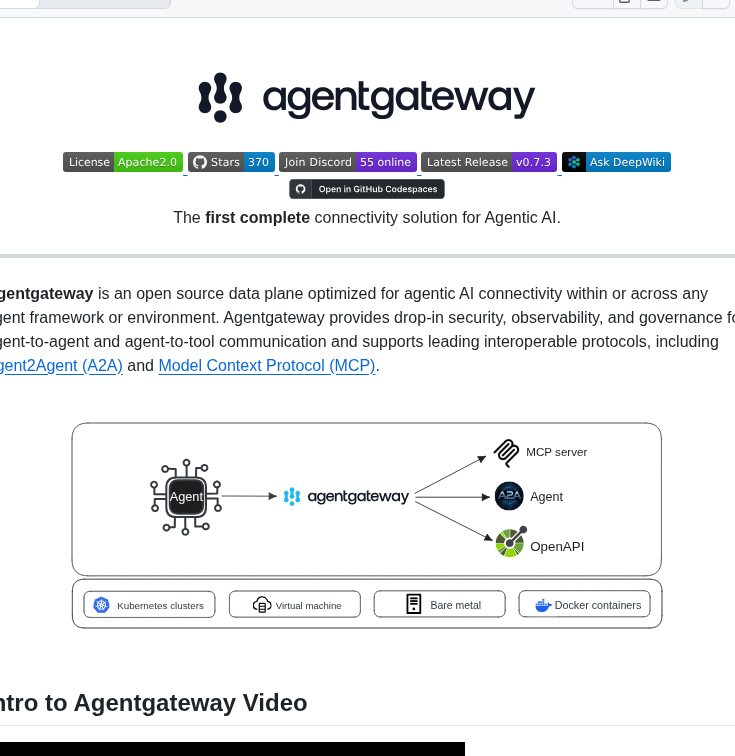 agentgateway
License Apache2.0 Stars 370 Join Discord 55 online Latest Release v0.7.3 Ask DeepWiki
Open in GitHub Codespaces
The first complete connectivity solution for Agentic AI.
gentgateway is an open source data plane optimized for agentic AI connectivity within or across any
gent framework or environment. Agentgateway provides drop-in security, observability, and governance fo
gent-to-agent and agent-to-tool communication and supports leading interoperable protocols, including
gent2Agent (A2A) and Model Context Protocol (MCP).
MCP server
Agent agentgateway A2A Agent
OpenAPI
Kubernetes clusters Virtual machine Bare metal Docker containers
ntro to Agentgateway Video